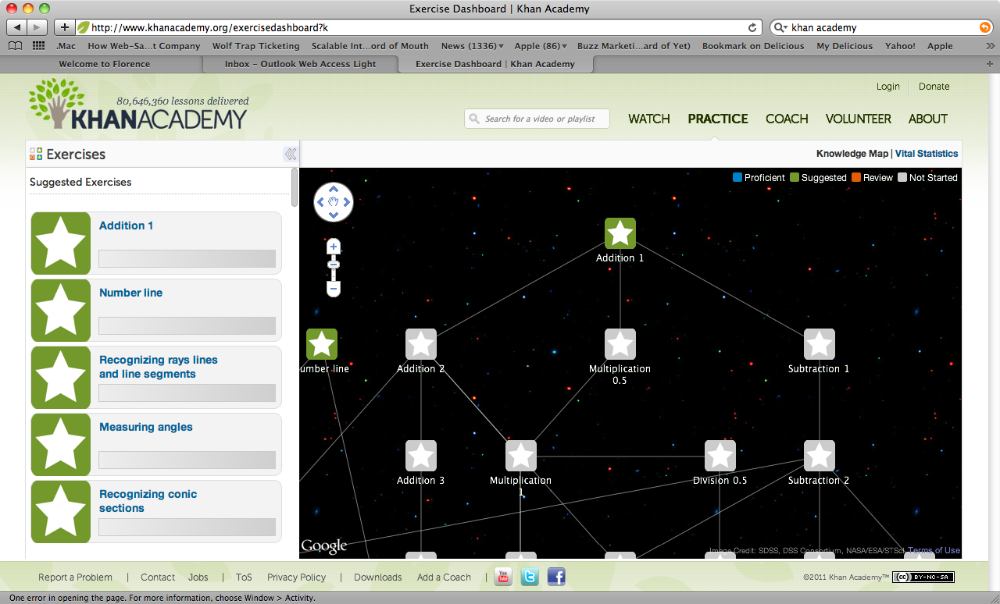 Exercise Dashboard | Khan Academy
http://www.khanacademy.org/exercisedashboard?k
khan academy
.Mac How Web-Sa...t Company Wolf Trap Ticketing Scalable Int...ord of Mouth News (1336) Apple (86) Buzz Marketi...ard of Yet) Bookmark on Delicious My Delicious Yahoo! Apple
Welcome to Florence Inbox – Outlook Web Access Light Exercise Dashboard | Khan Academy
Login Donate
80,646,360 lessons delivered
KHANACADEMY
Search for a video or playlist WATCH PRACTICE COACH VOLUNTEER ABOUT
Exercises
Knowledge Map | Vital Statistics
Suggested Exercises
Addition 1
Number line
Recognizing rays lines
and line segments
Measuring angles
Recognizing conic
sections
Proficient Suggested Review Not Started
Addition 1
umber line Addition 2 Multiplication
0.5
Subtraction 1
Addition 3 Multiplication
1
Division 0.5 Subtraction 2
Google
Image Credit: SDSS, DSS Consortium, NASA/ESA/STScI Terms of Use
Report a Problem | Contact Jobs | ToS Privacy Policy | Downloads Add a Coach |
You Tube
t
f
©2011 Khan Academy™ cc BY-NC-SA
One error in opening the page. For more information, choose Window > Activity.